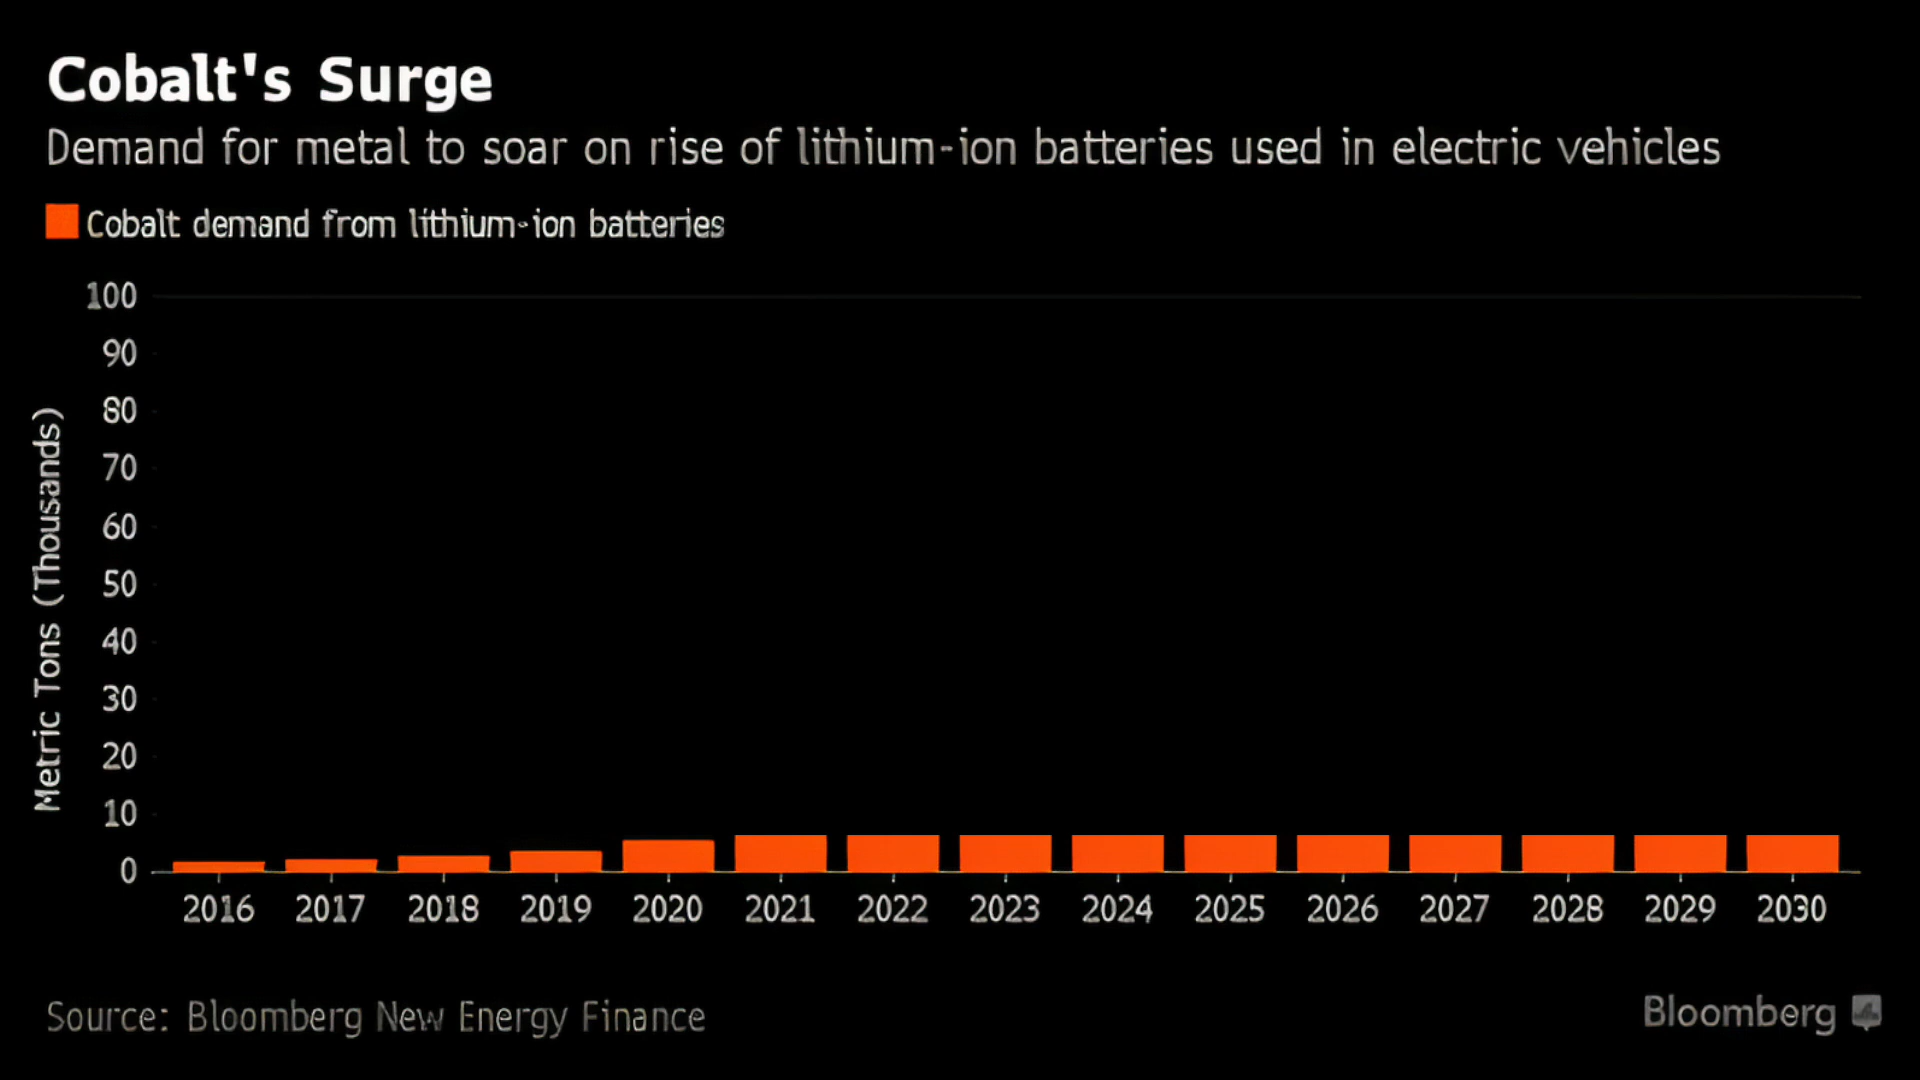 Cobalt's Surge
Demand for metal to soar on rise of lithium-ion batteries used in electric vehicles
Cobalt demand from lithium-ion batteries
Metric Tons (Thousands)
100
90
80
70
60
50
40
30
20
10
0
2016 2017 2018 2019 2020 2021 2022 2023 2024 2025 2026 2027 2028 2029 2030
Source: Bloomberg New Energy Finance
Bloomberg